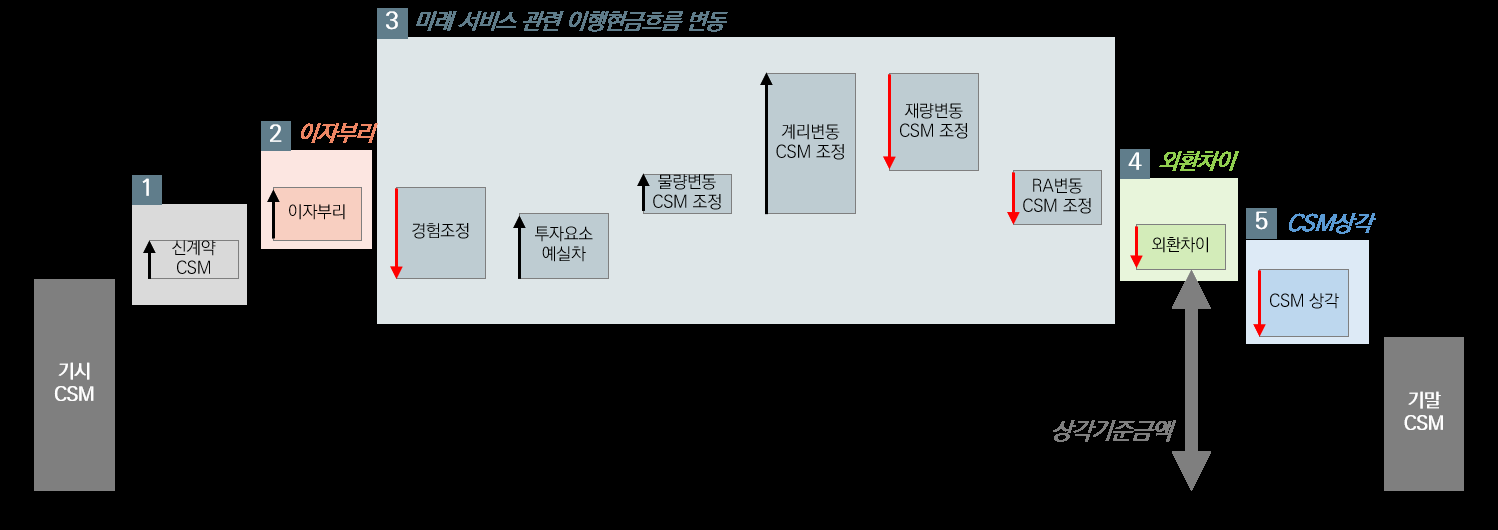 3 미래 서비스 관련 이행현금흐름 변동
2 이자부리
1
이자부리
신계약
CSM
기시
CSM
경험조정
투자요소
예실차
물량변동
CSM 조정
계리변동
CSM 조정
재량변동
CSM 조정
RA변동
CSM 조정
4 외환차이
외환차이
5 CSM상각
CSM 상각
상각기준금액
기말
CSM